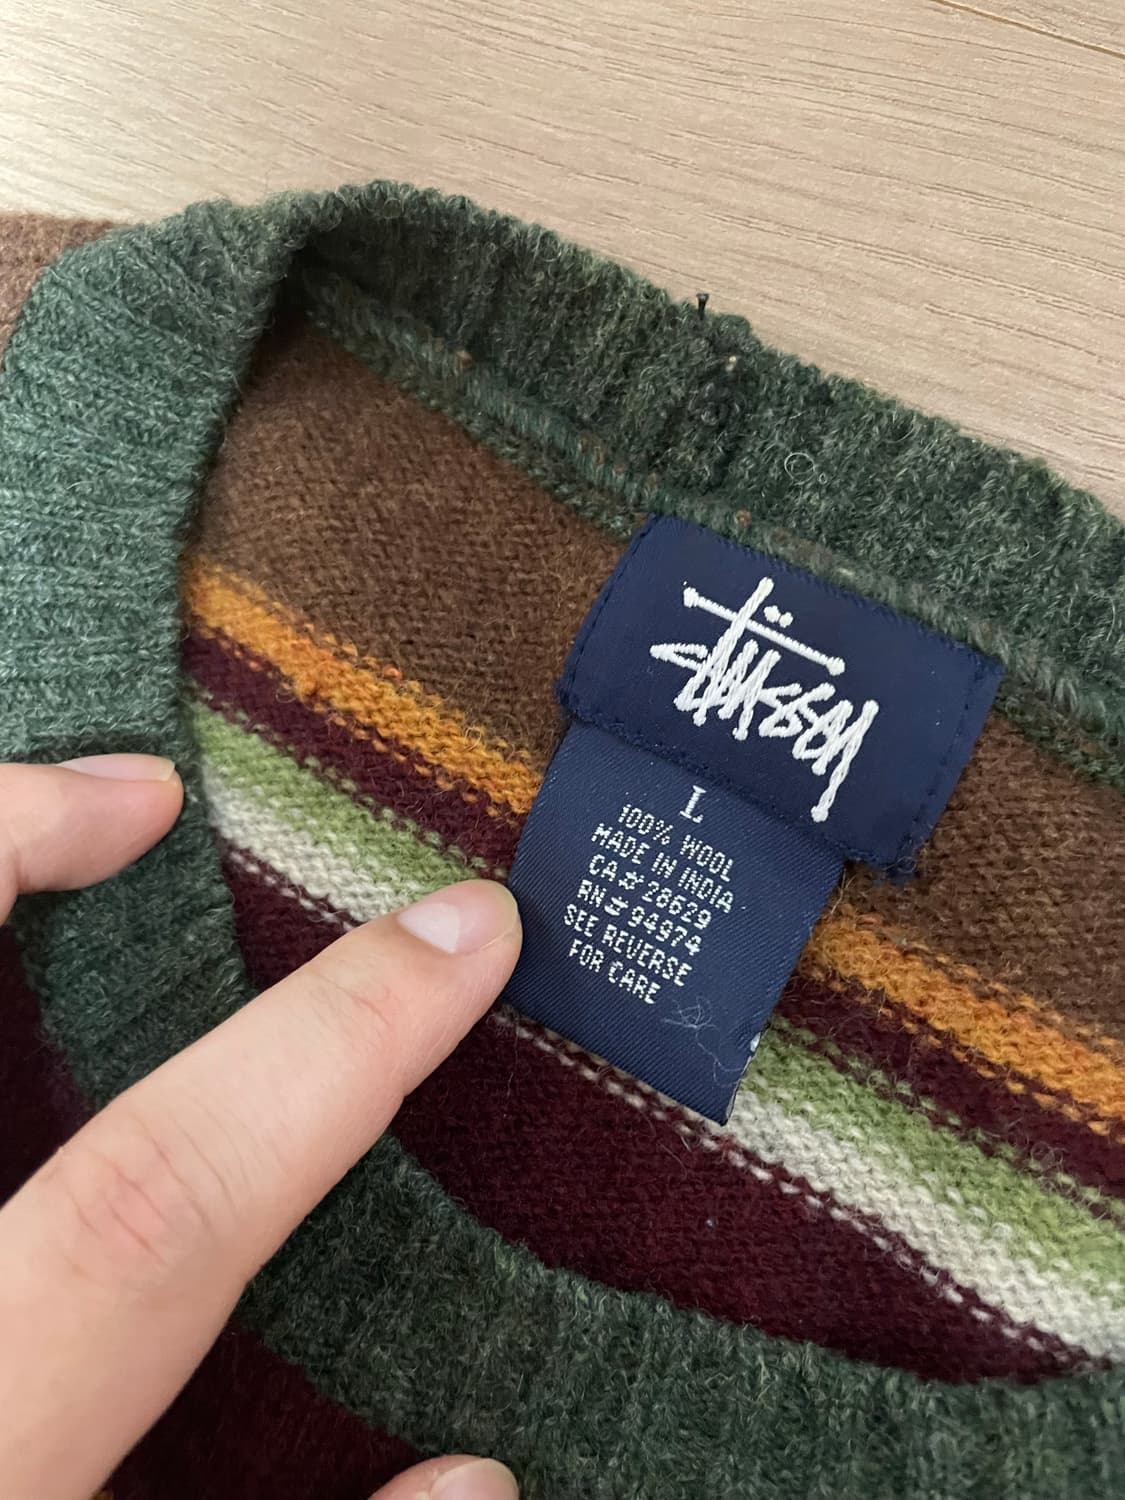 Stüssy
L
100% WOOL
MADE IN INDIA
CA# 28629
RN# 94974
SEE REVERSE
FOR CARE